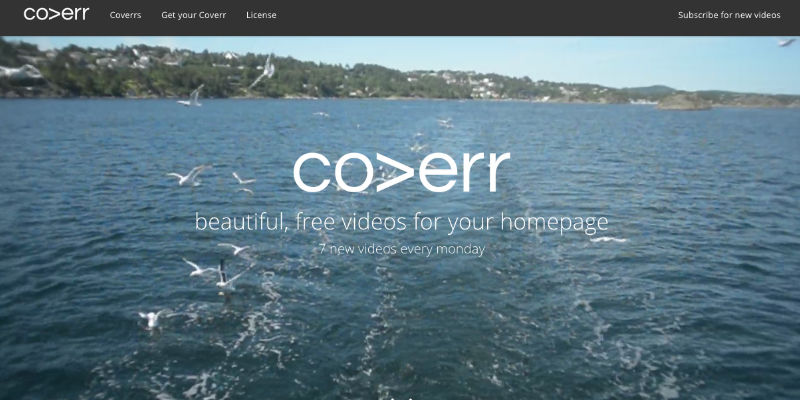 co>err
Coverrs
Get your Coverr
License
Subscribe for new videos
co>err
beautiful, free videos for your homepage
7 new videos every monday